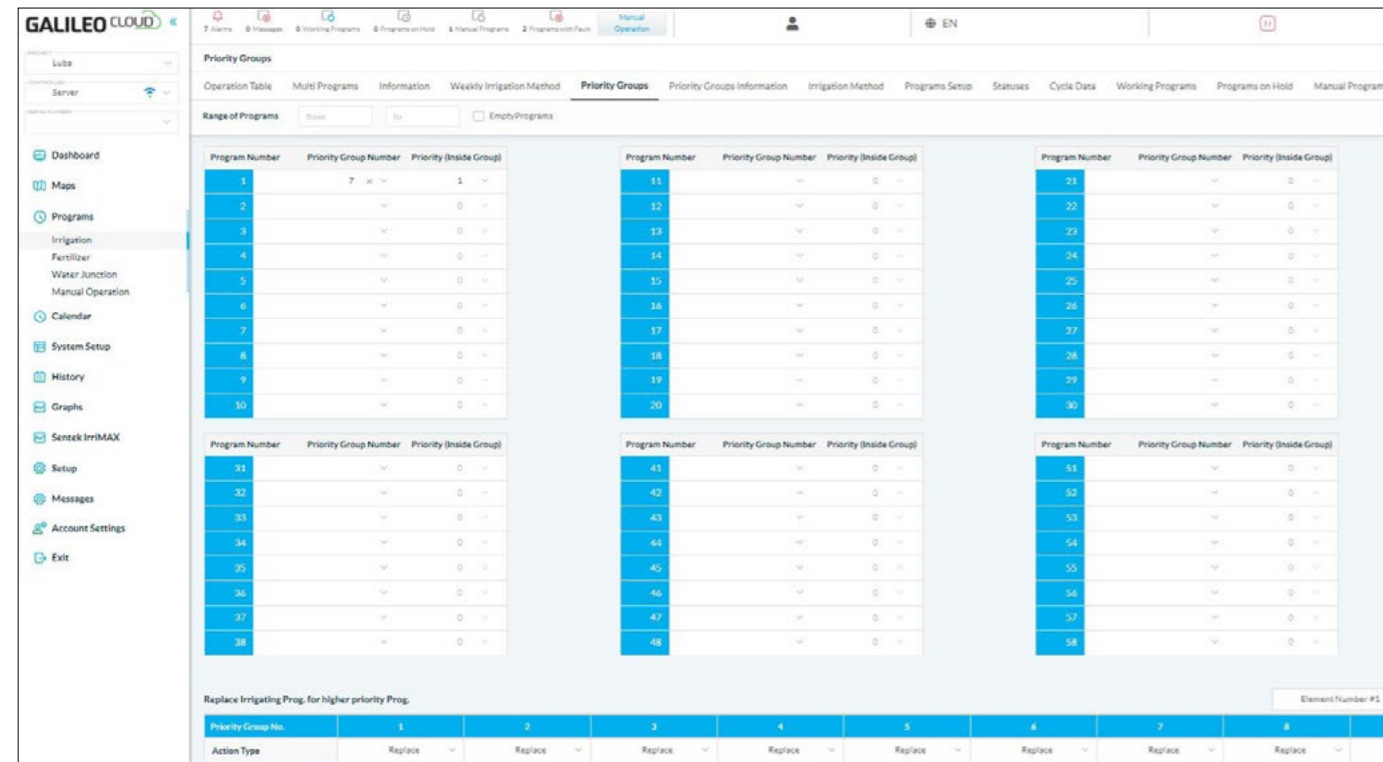 GALILEO CLOUD «
7 Alarms 0 Messages 0 Working Programs 0 Programs on Hold 1 Manual Programs 2 Programs with Fault Manual Operation EN
PROJECT
Luba
CONTROLLER
Server
SERIAL NUMBER
Dashboard
Maps
Programs
Irrigation
Fertilizer
Water Junction
Manual Operation
Calendar
System Setup
History
Graphs
Sentek IrriMAX
Setup
Messages
Account Settings
Exit
Priority Groups
Operation Table Multi Programs Information Weekly Irrigation Method Priority Groups Priority Groups Information Irrigation Method Programs Setup Statuses Cycle Data Working Programs Programs on Hold Manual Program
Range of Programs from to EmptyPrograms
Program Number Priority Group Number Priority (Inside Group) Program Number Priority Group Number Priority (Inside Group) Program Number Priority Group Number Priority (Inside Group)
1 7 × 1 11 0 21 0
2 0 12 0 22 0
3 0 13 0 23 0
4 0 14 0 24 0
5 0 15 0 25 0
6 0 16 0 26 0
7 0 17 0 27 0
8 0 18 0 28 0
9 0 19 0 29 0
10 0 20 0 30 0
Program Number Priority Group Number Priority (Inside Group) Program Number Priority Group Number Priority (Inside Group) Program Number Priority Group Number Priority (Inside Group)
31 0 41 0 51 0
32 0 42 0 52 0
33 0 43 0 53 0
34 0 44 0 54 0
35 0 45 0 55 0
36 0 46 0 56 0
37 0 47 0 57 0
38 0 48 0 58 0
Replace Irrigating Prog. for higher priority Prog. Element Number #1
Priority Group No. 1 2 3 4 5 6 7 8
Action Type Replace Replace Replace Replace Replace Replace Replace Replace